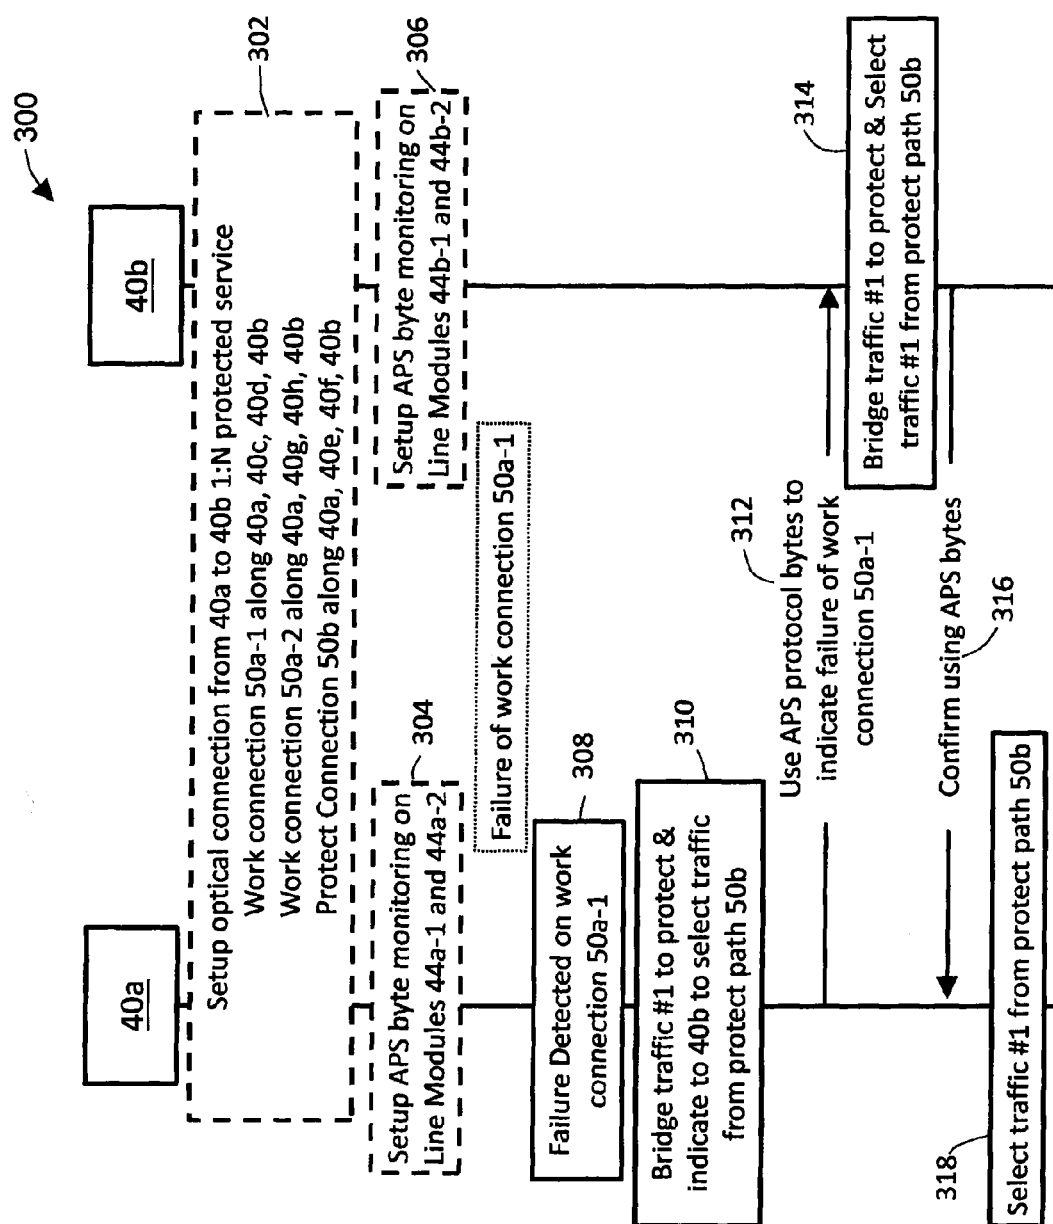 300
40a
40b
302
Setup optical connection from 40a to 40b 1:N protected service
Work connection 50a-1 along 40a, 40c, 40d, 40b
Work connection 50a-2 along 40a, 40g, 40h, 40b
Protect Connection 50b along 40a, 40e, 40f, 40b
304
Setup APS byte monitoring on
Line Modules 44a-1 and 44a-2
306
Setup APS byte monitoring on
Line Modules 44b-1 and 44b-2
Failure of work connection 50a-1
308
Failure Detected on work
connection 50a-1
310
Bridge traffic #1 to protect &
indicate to 40b to select traffic
from protect path 50b
312
Use APS protocol bytes to
indicate failure of work
connection 50a-1
314
Bridge traffic #1 to protect & Select
traffic #1 from protect path 50b
Confirm using APS bytes
316
318
Select traffic #1 from protect path 50b